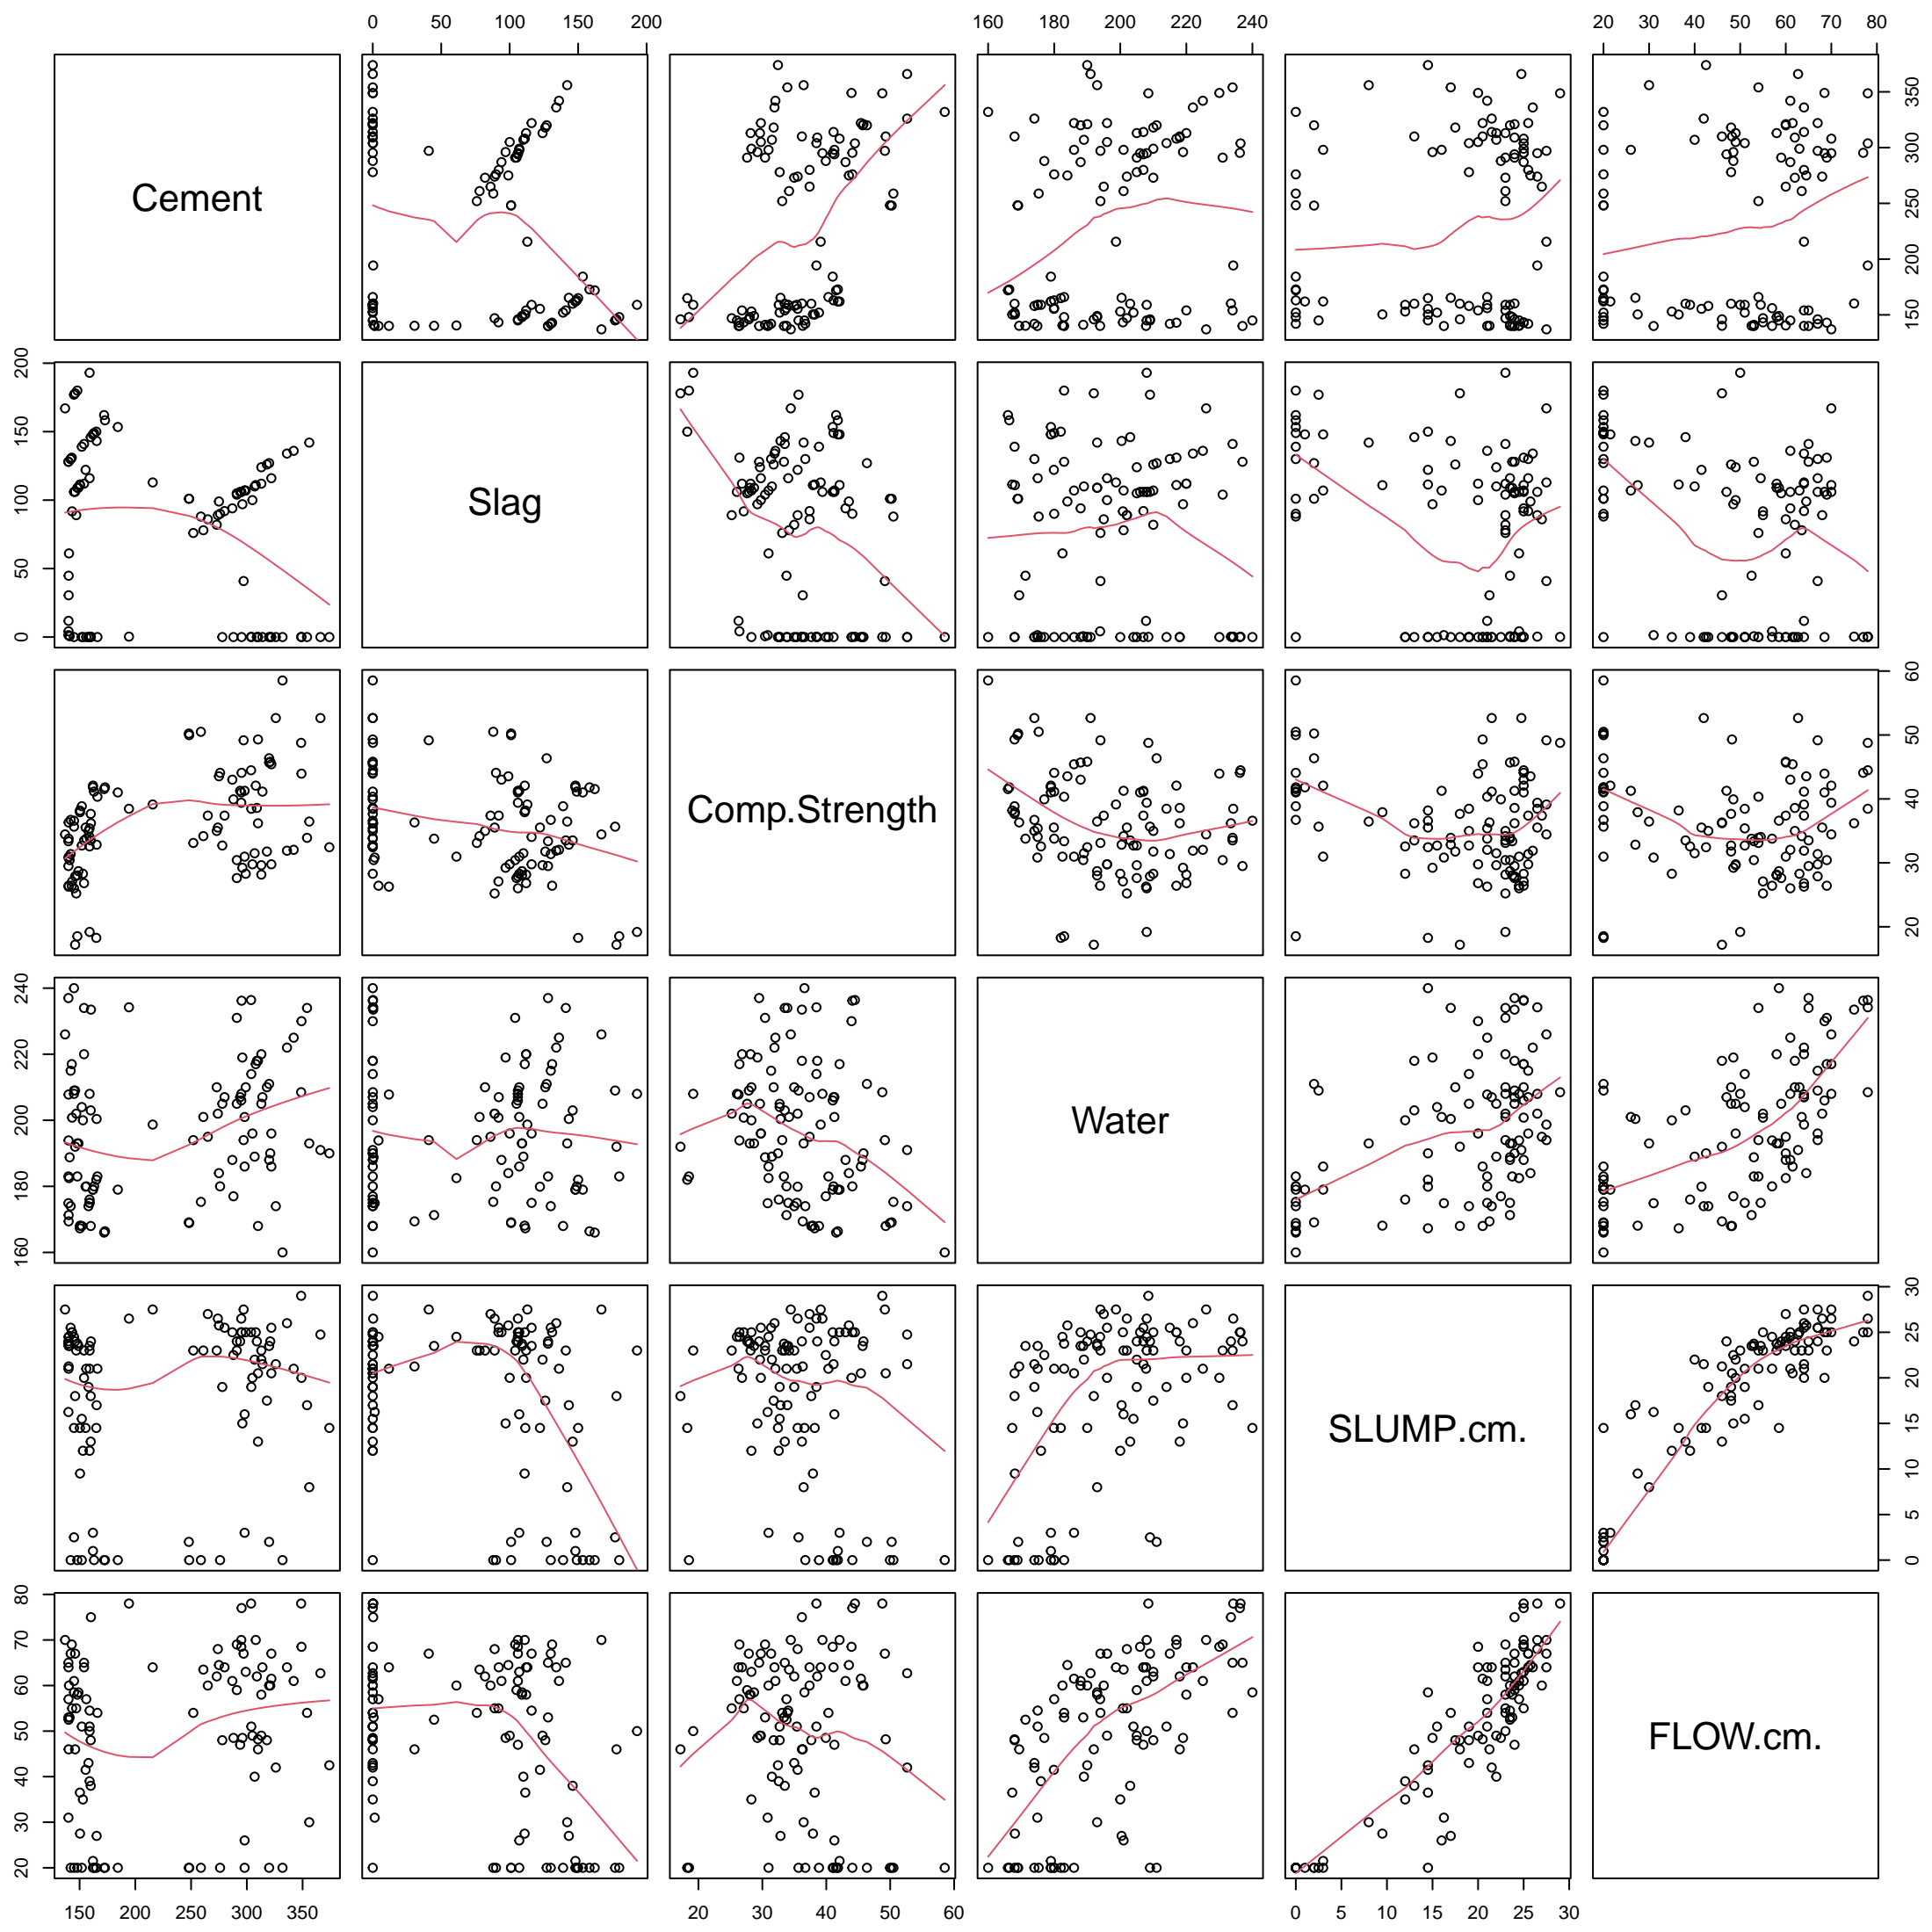 0 50 100 150 200 160 180 200 220 240 20 30 40 50 60 70 80
Cement
150 200 250 300 350
0 50 100 150 200
Slag
Comp.Strength
20 30 40 50 60
160 180 200 220 240
Water
SLUMP.cm.
0 5 10 15 20 25 30
20 30 40 50 60 70 80
FLOW.cm.
150 200 250 300 350 20 30 40 50 60 0 5 10 15 20 25 30